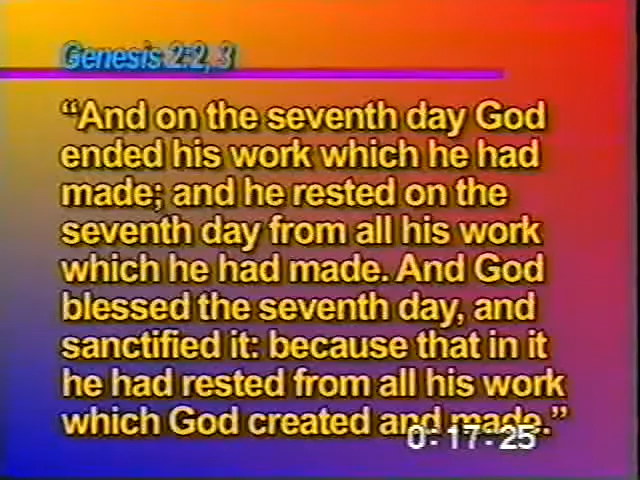 Genesis 2:2, 3
“And on the seventh day God
ended his work which he had
made; and he rested on the
seventh day from all his work
which he had made. And God
blessed the seventh day, and
sanctified it: because that in it
he had rested from all his work
which God created and made.”
0:17:25